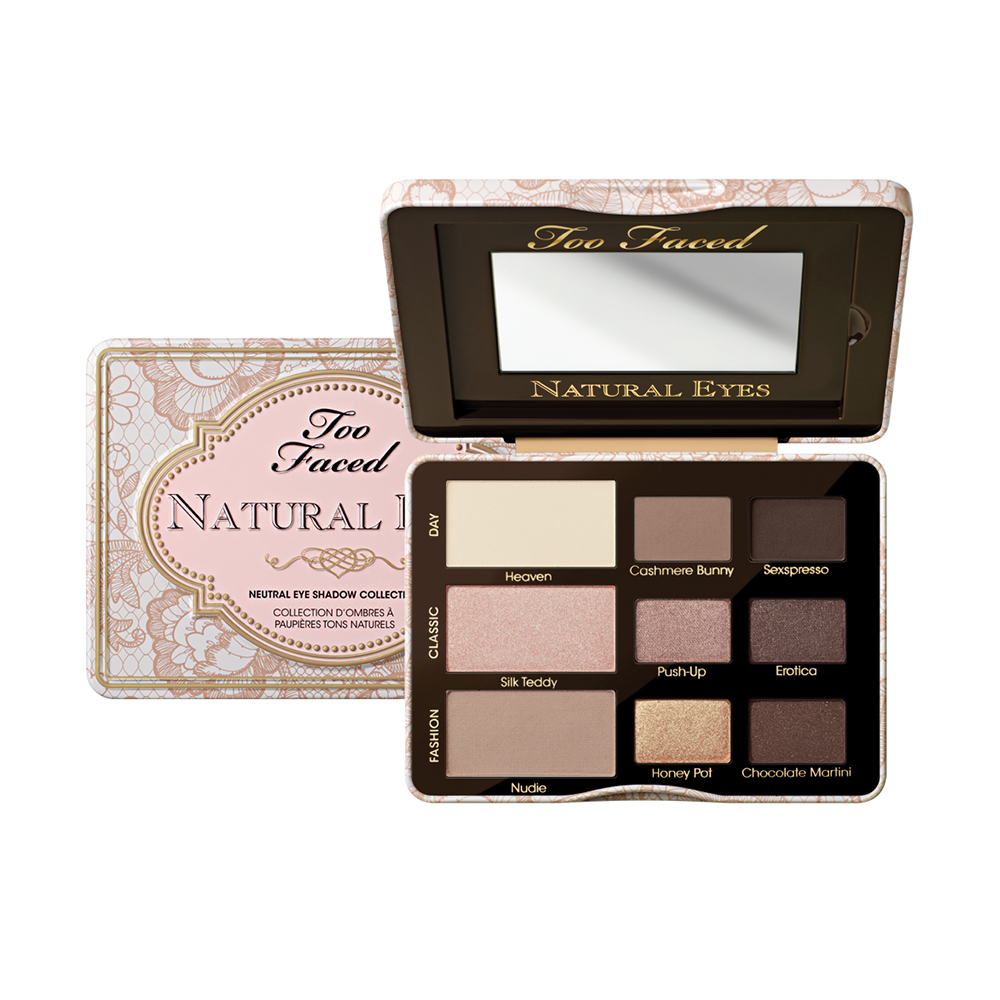 Too Faced
NATURAL EYES
Too
Faced
NATURAL
NEUTRAL EYE SHADOW
COLLECTION D'OMBRES À
PAUPIÈRES TONS NATURELS
DAY
Heaven
Cashmere Bunny
Sexspresso
CLASSIC
Silk Teddy
Push-Up
Erotica
FASHION
Nudie
Honey Pot
Chocolate Martini